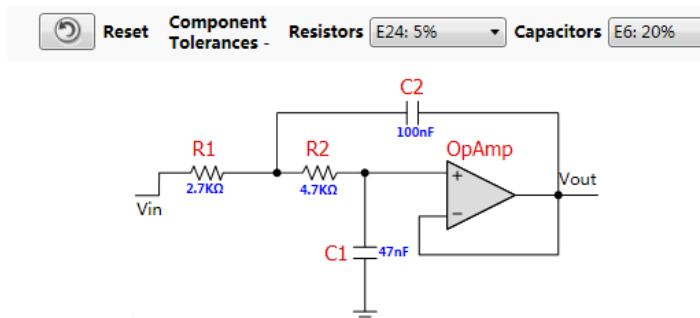 Reset
Component
Tolerances -
Resistors
E24: 5%
Capacitors
E6: 20%
C2
100nF
R1
2.7KΩ
R2
4.7KΩ
OpAmp
+
−
Vout
Vin
C1
47nF